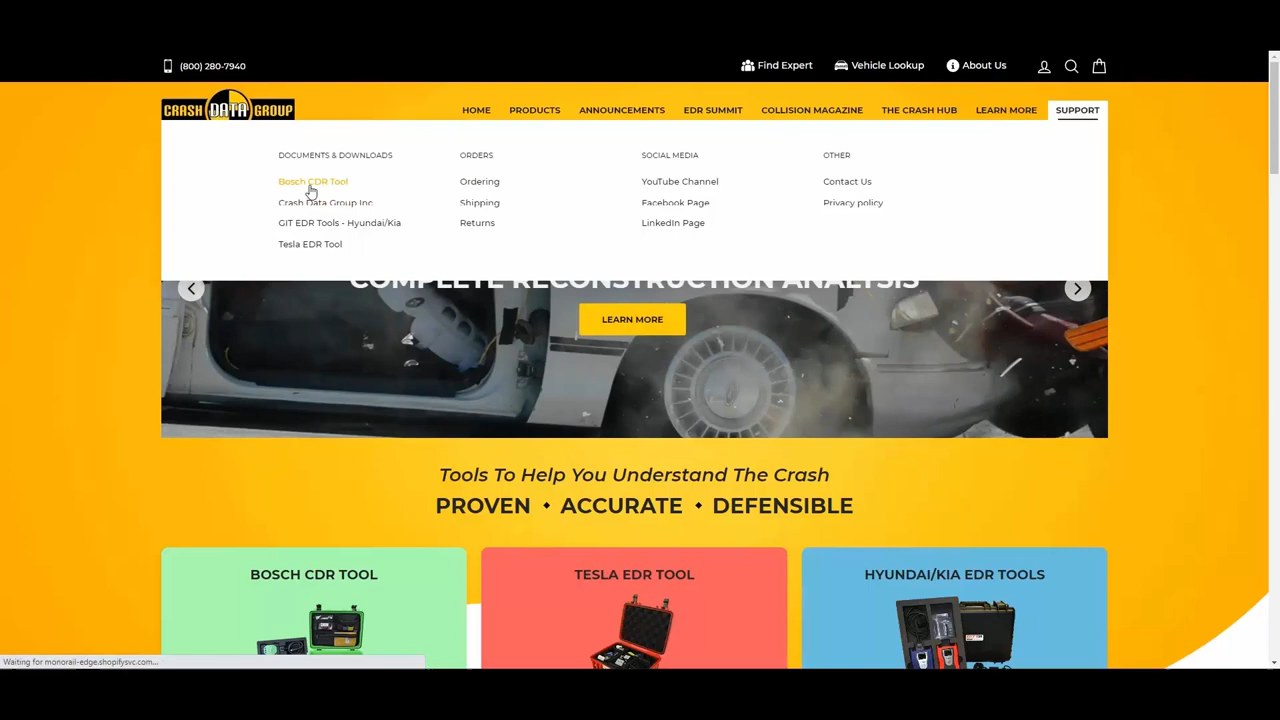 (800) 280-7940
Find Expert
Vehicle Lookup
About Us
CRASH DATA GROUP
HOME
PRODUCTS
ANNOUNCEMENTS
EDR SUMMIT
COLLISION MAGAZINE
THE CRASH HUB
LEARN MORE
SUPPORT
DOCUMENTS & DOWNLOADS
Bosch CDR Tool
Crash Data Group Inc
GIT EDR Tools - Hyundai/Kia
Tesla EDR Tool
ORDERS
Ordering
Shipping
Returns
SOCIAL MEDIA
YouTube Channel
Facebook Page
LinkedIn Page
OTHER
Contact Us
Privacy policy
COMPLETE RECONSTRUCTION ANALYSIS
LEARN MORE
Tools To Help You Understand The Crash
PROVEN • ACCURATE • DEFENSIBLE
BOSCH CDR TOOL
TESLA EDR TOOL
HYUNDAI/KIA EDR TOOLS
Waiting for monorail-edge.shopifysvc.com...